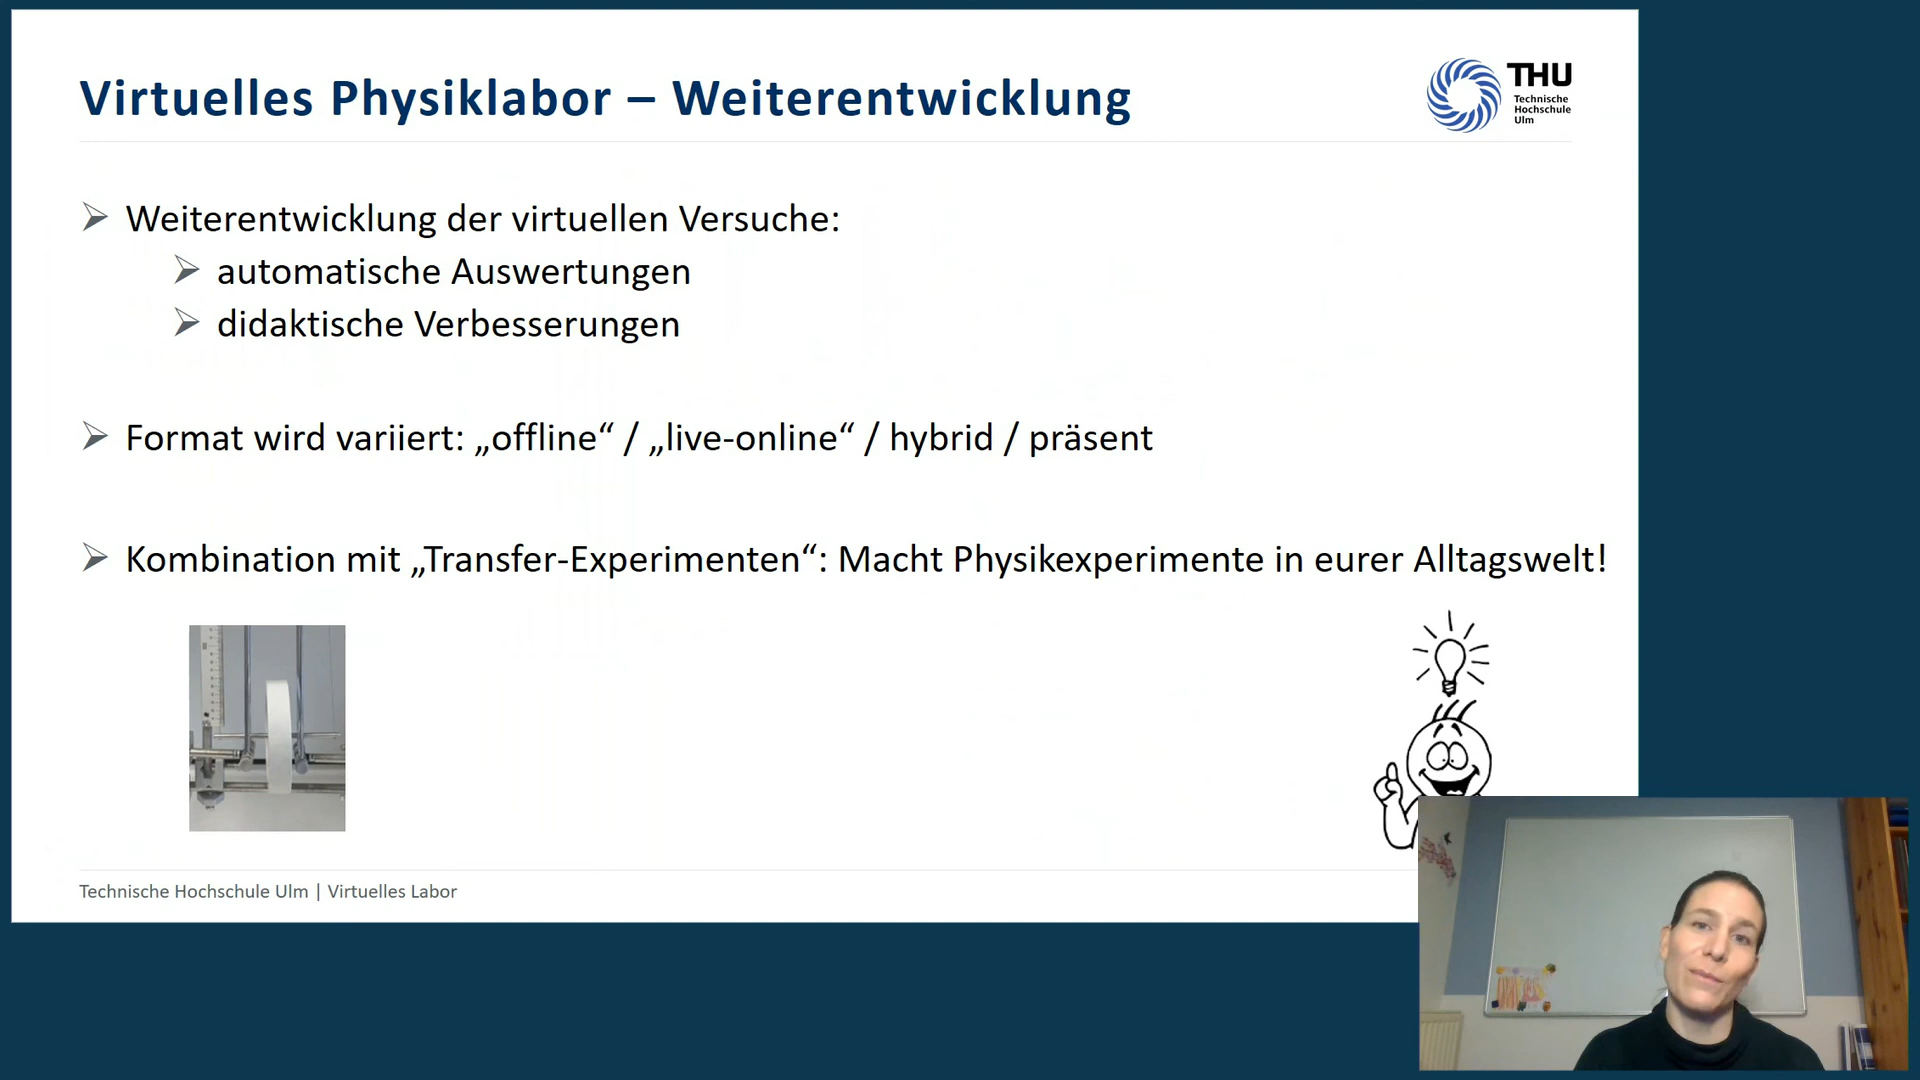 Virtuelles Physiklabor – Weiterentwicklung
THU
Technische
Hochschule
Ulm
Weiterentwicklung der virtuellen Versuche:
automatische Auswertungen
didaktische Verbesserungen
Format wird variiert: „offline“ / „live-online“ / hybrid / präsent
Kombination mit „Transfer-Experimenten“: Macht Physikexperimente in eurer Alltagswelt!
Technische Hochschule Ulm | Virtuelles Labor